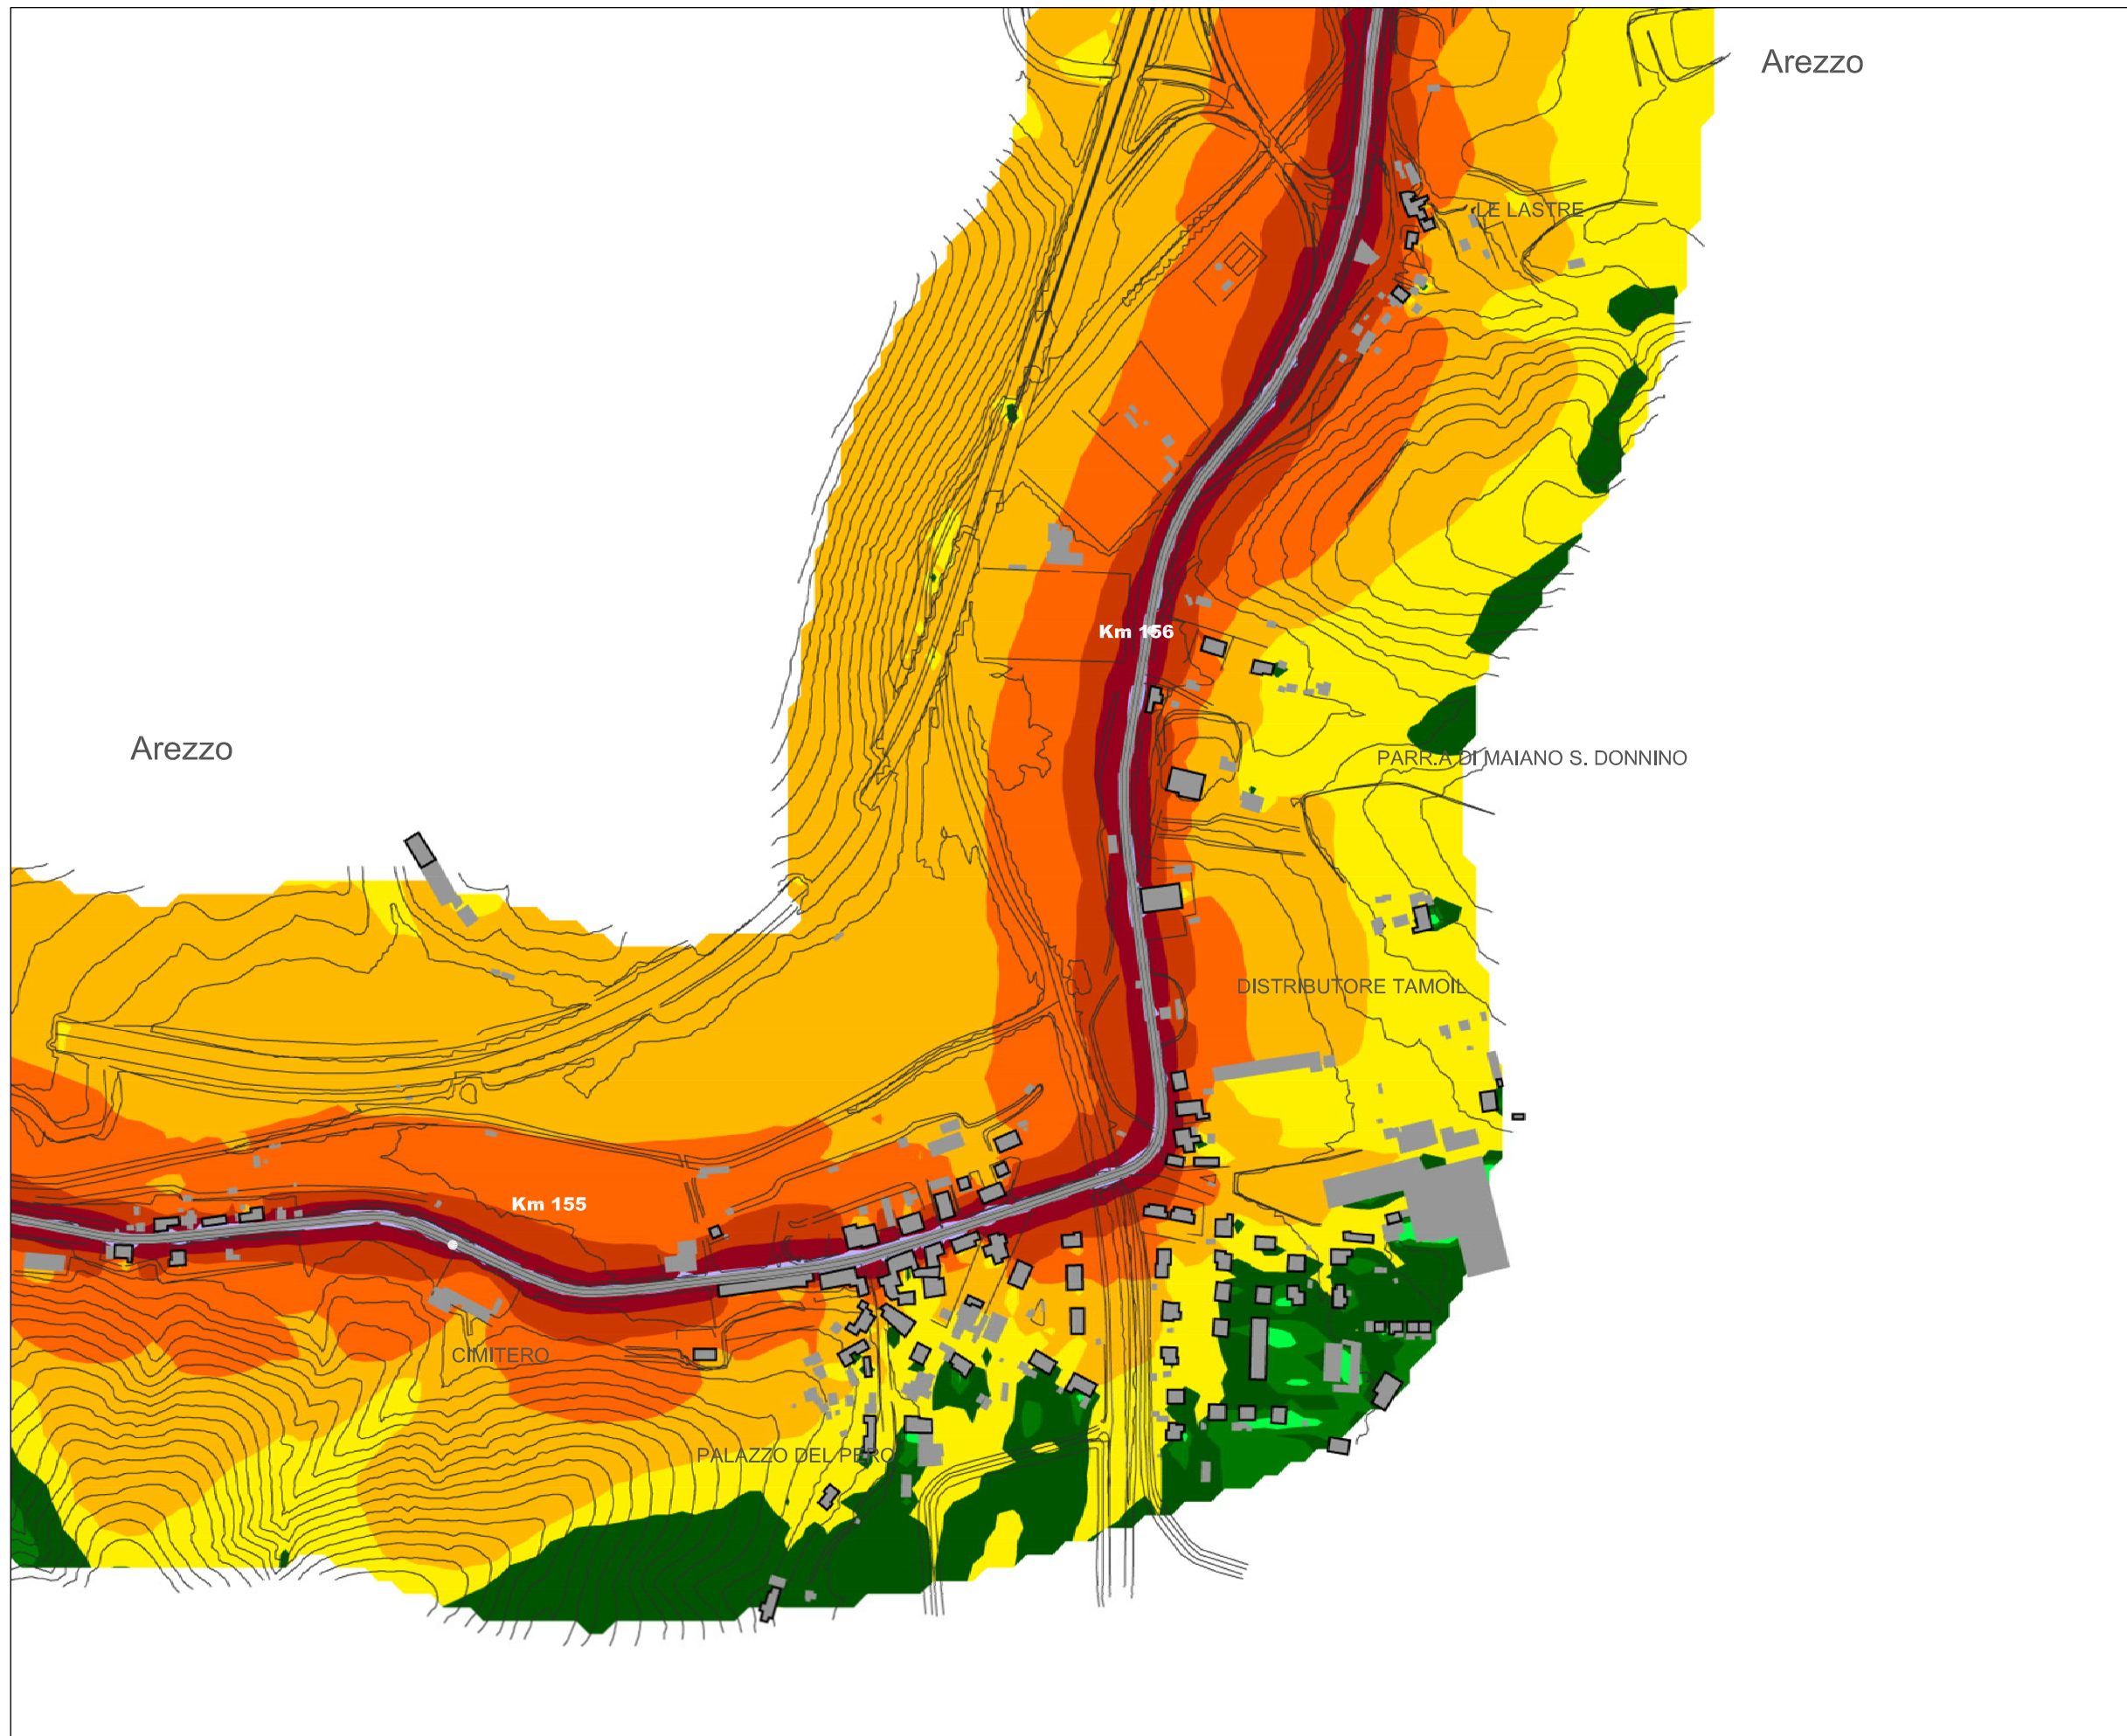 Arezzo
LE LASTRE
Km 156
Arezzo
PARR.A DI MAIANO S. DONNINO
DISTRIBUTORE TAMOIL
Km 155
CIMITERO
PALAZZO DEL PERO